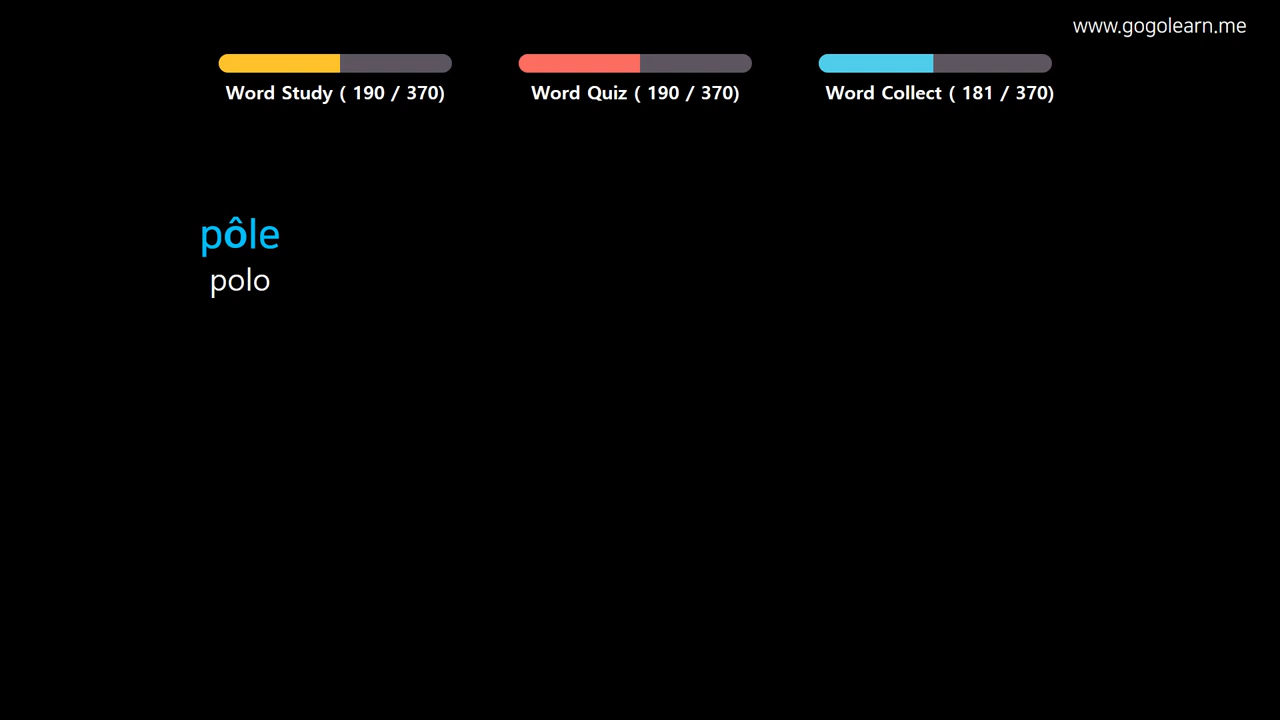 www.gogolearn.me
Word Study ( 190 / 370)
Word Quiz ( 190 / 370)
Word Collect ( 181 / 370)
pôle
polo